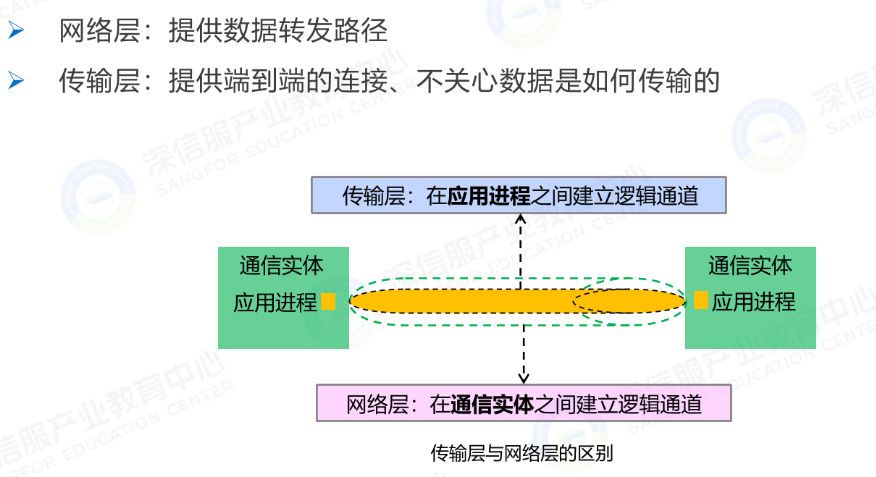 网络层：提供数据转发路径
传输层：提供端到端的连接、不关心数据是如何传输的
传输层：在应用进程之间建立逻辑通道
通信实体
应用进程
通信实体
应用进程
网络层：在通信实体之间建立逻辑通道
传输层与网络层的区别
深信服产业教育中心
SANGFOR EDUCATION CENTER